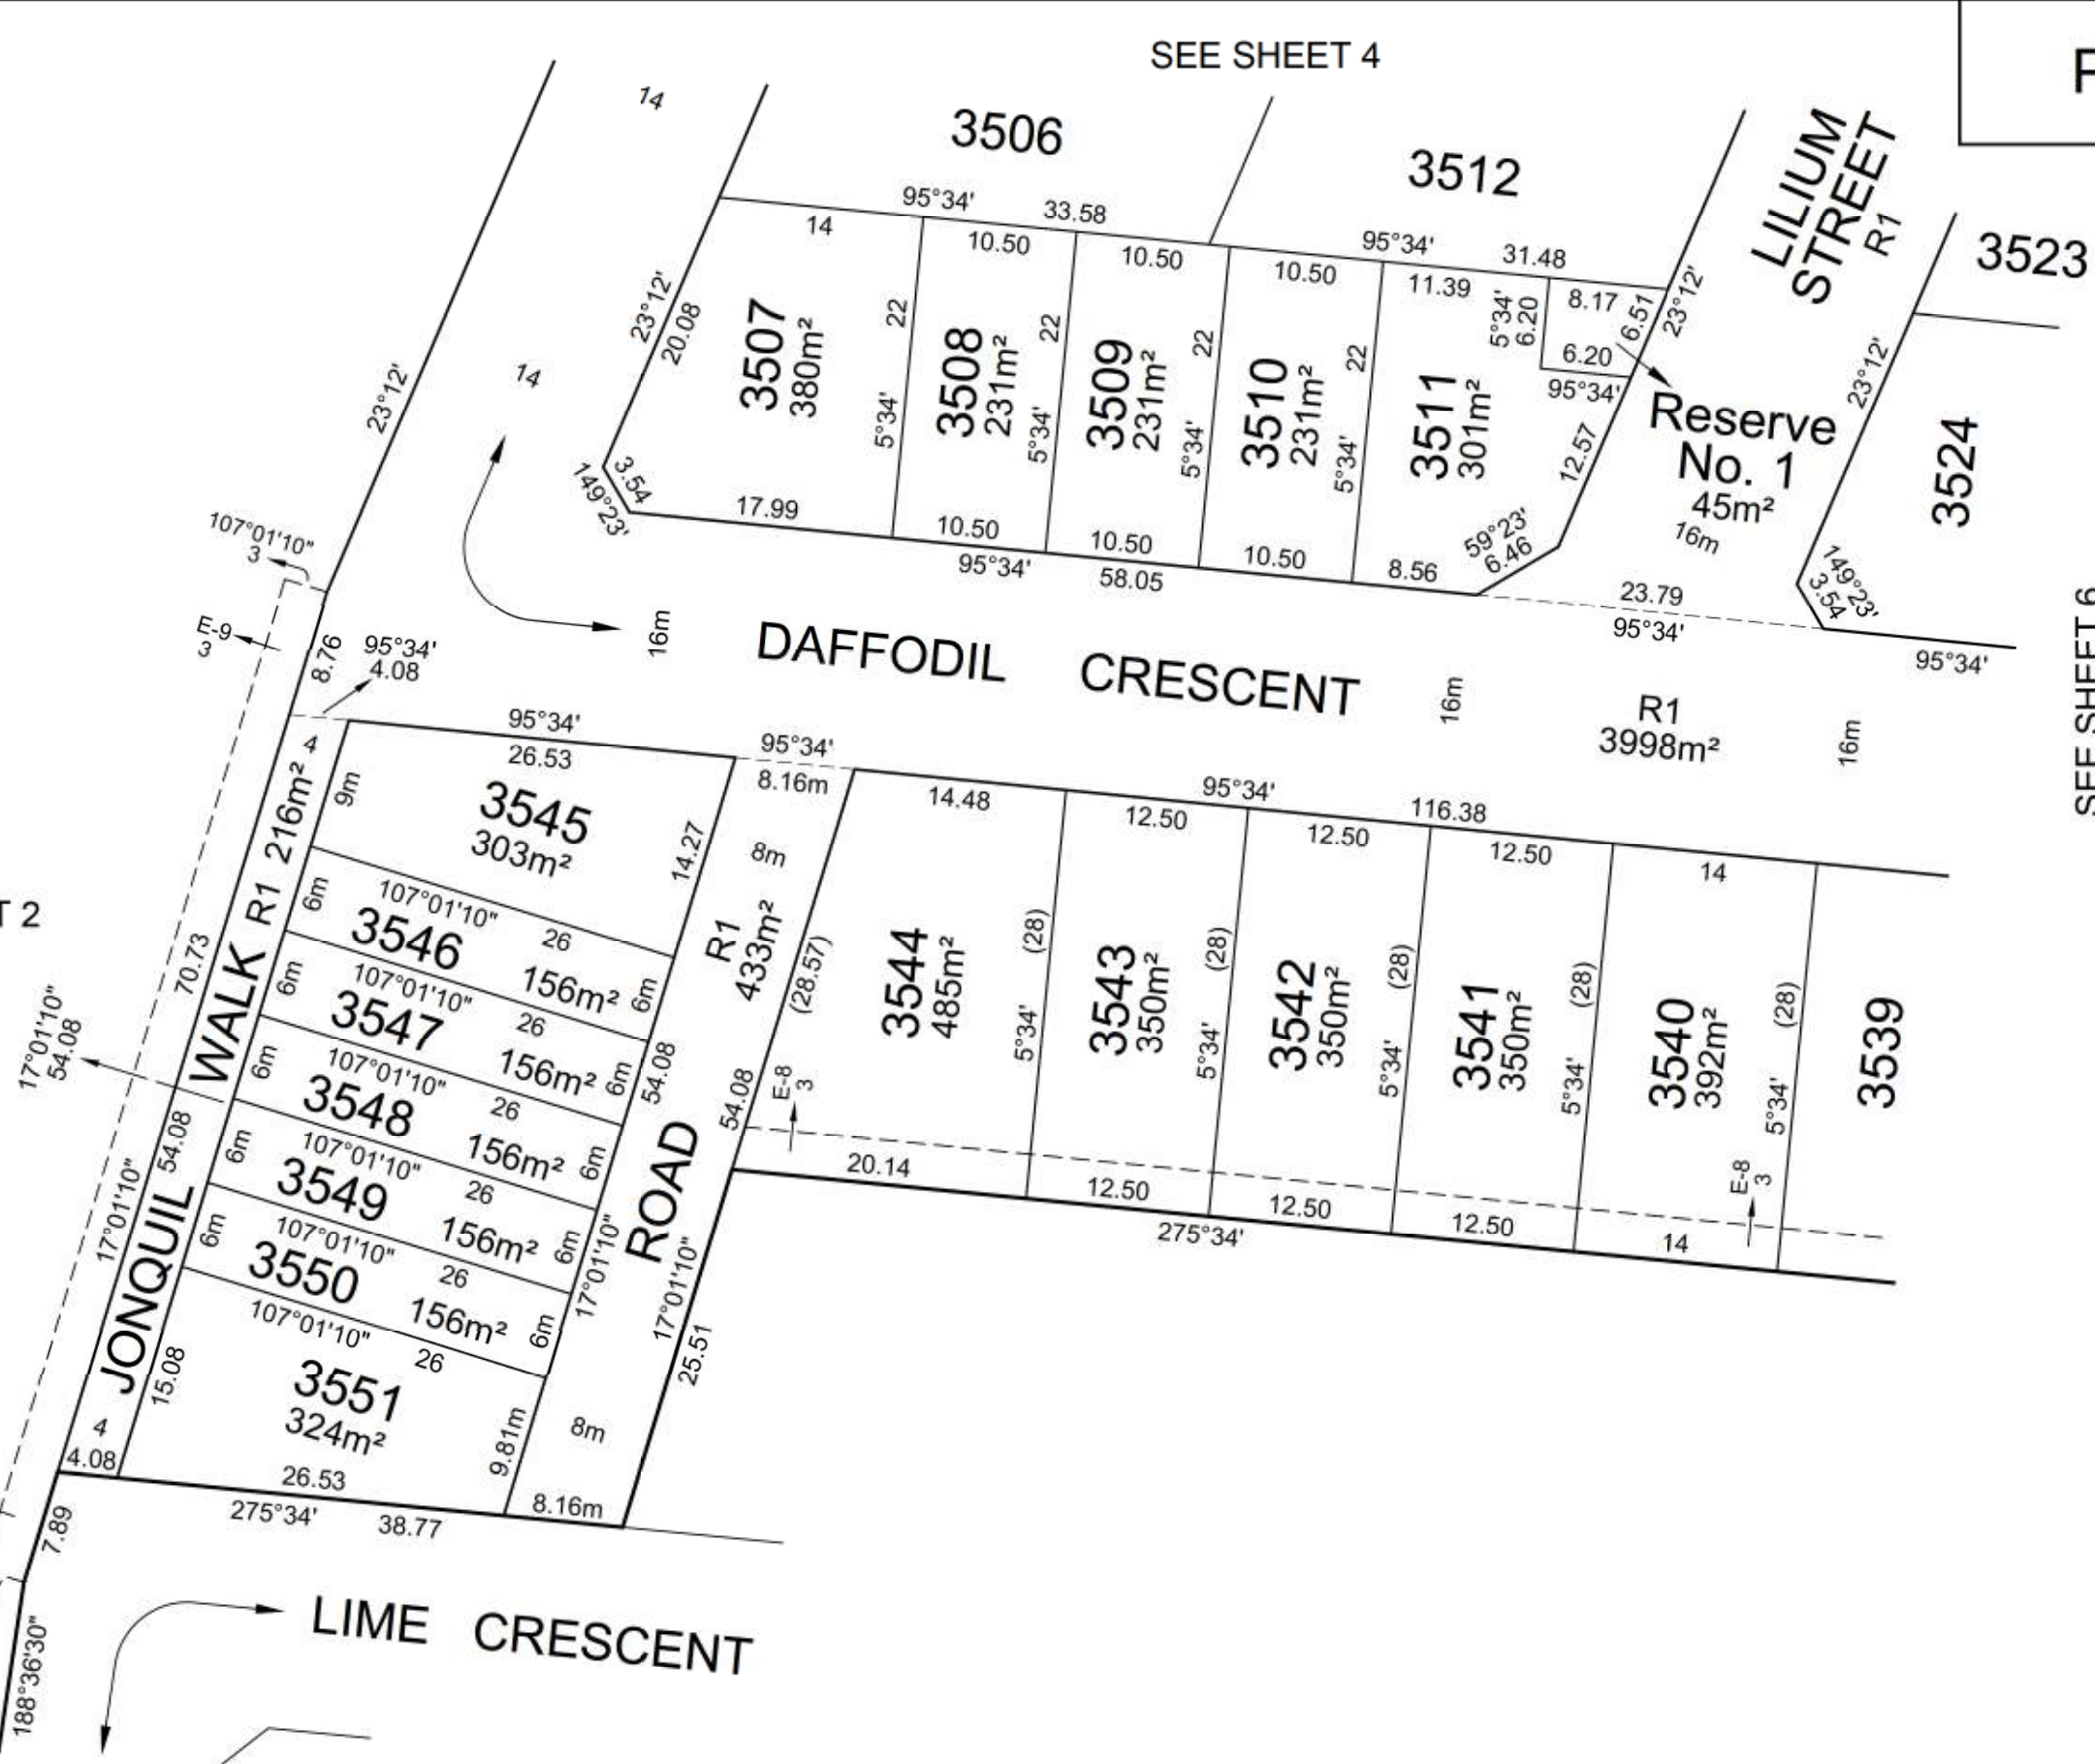 SEE SHEET 4
14
3506
3512
LILIUM
STREET
R1
3523
95°34'
33.58
14
10.50
10.50
10.50
95°34'
31.48
11.39
8.17
6.51
23°12'
5°34'
6.20
6.20
95°34'
23°12'
20.08
3507
380m²
22
5°34'
3508
231m²
22
5°34'
3509
231m²
22
5°34'
3510
231m²
22
5°34'
3511
301m²
12.57
Reserve
No. 1
45m²
16m
23°12'
3524
23°12'
14
3.54
149°23'
17.99
10.50
10.50
10.50
8.56
59°23'
6.46
95°34'
58.05
23.79
95°34'
149°23'
3.54
95°34'
SEE SHEET 6
107°01'10"
3
E-9
3
8.76
95°34'
4.08
16m
DAFFODIL CRESCENT
16m
R1
3998m²
16m
95°34'
26.53
95°34'
8.16m
14.48
95°34'
116.38
12.50
12.50
12.50
14
4
9m
3545
303m²
14.27
8m
R1
433m²
(28.57)
3544
485m²
(28)
5°34'
3543
350m²
(28)
5°34'
3542
350m²
(28)
5°34'
3541
350m²
(28)
5°34'
3540
392m²
(28)
5°34'
3539
T 2
70.73
17°01'10"
54.08
JONQUIL WALK R1 216m²
6m
107°01'10"
26
3546
156m²
6m
6m
107°01'10"
26
3547
156m²
6m
6m
107°01'10"
26
3548
156m²
6m
6m
107°01'10"
26
3549
156m²
6m
6m
107°01'10"
26
3550
156m²
6m
107°01'10"
26
3551
324m²
15.08
9.81m
17°01'10"
54.08
54.08
17°01'10"
ROAD
54.08
E-8
3
17°01'10"
25.51
8m
20.14
12.50
12.50
12.50
14
E-8
3
275°34'
4
4.08
26.53
8.16m
275°34'
38.77
7.89
LIME CRESCENT
188°36'30"